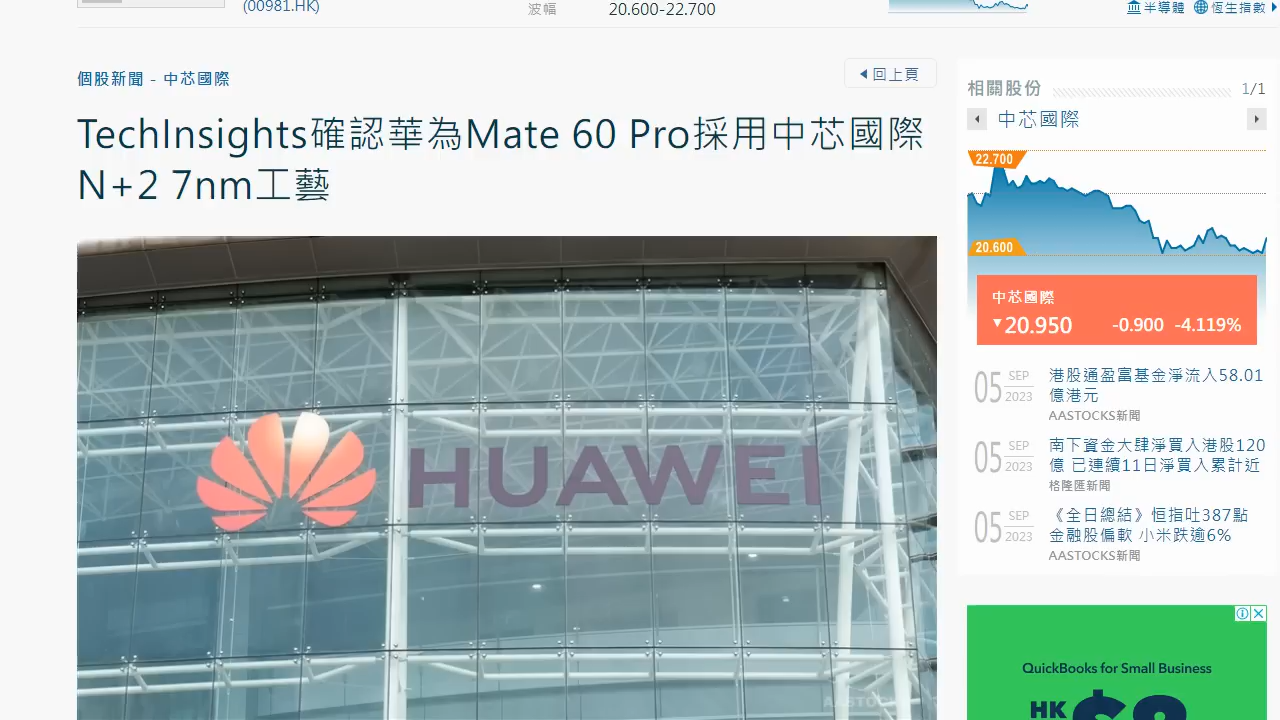 (00981.HK)
波幅
20.600-22.700
半導體
恆生指數
個股新聞 - 中芯國際
回上頁
TechInsights確認華為Mate 60 Pro採用中芯國際
N+2 7nm工藝
HUAWEI
相關股份
1/1
中芯國際
22.700
20.600
中芯國際
▼20.950 -0.900 -4.119%
05 SEP 2023
港股通盈富基金淨流入58.01
億港元
AASTOCKS新聞
05 SEP 2023
南下資金大肆淨買入港股120
億 已連續11日淨買入累計近
格隆匯新聞
05 SEP 2023
《全日總結》恒指吐387點
金融股偏軟 小米跌逾6%
AASTOCKS新聞
QuickBooks for Small Business
HK